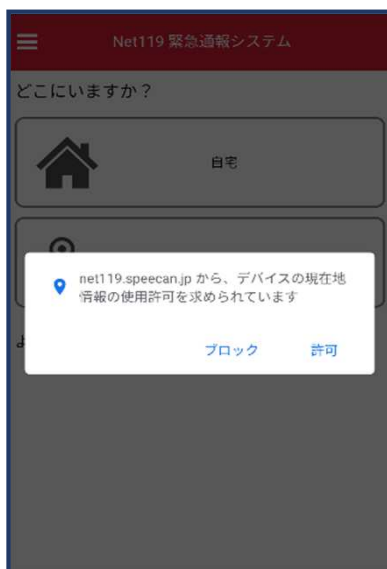 Net119 緊急通報システム
どこにいますか？
自宅
net119.speecan.jp から、デバイスの現在地
情報の使用許可を求められています
よ
ブロック 許可